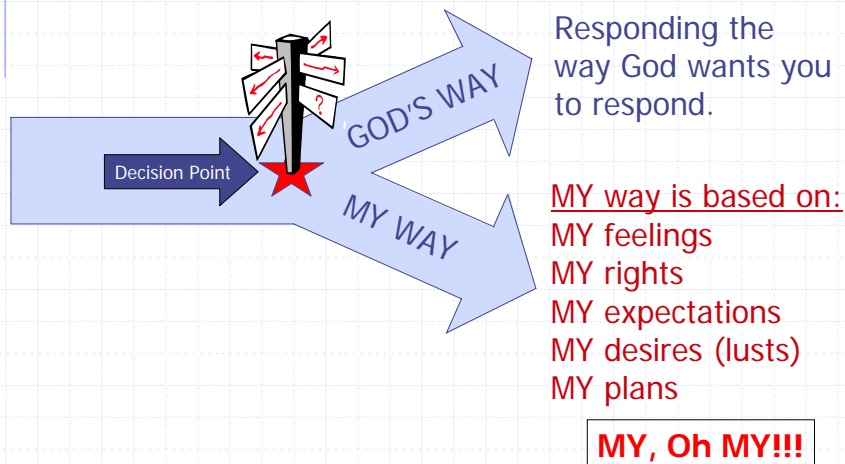 Responding the
way God wants you
to respond.
GOD'S WAY
?
Decision Point
MY WAY
MY way is based on:
MY feelings
MY rights
MY expectations
MY desires (lusts)
MY plans
MY, Oh MY!!!